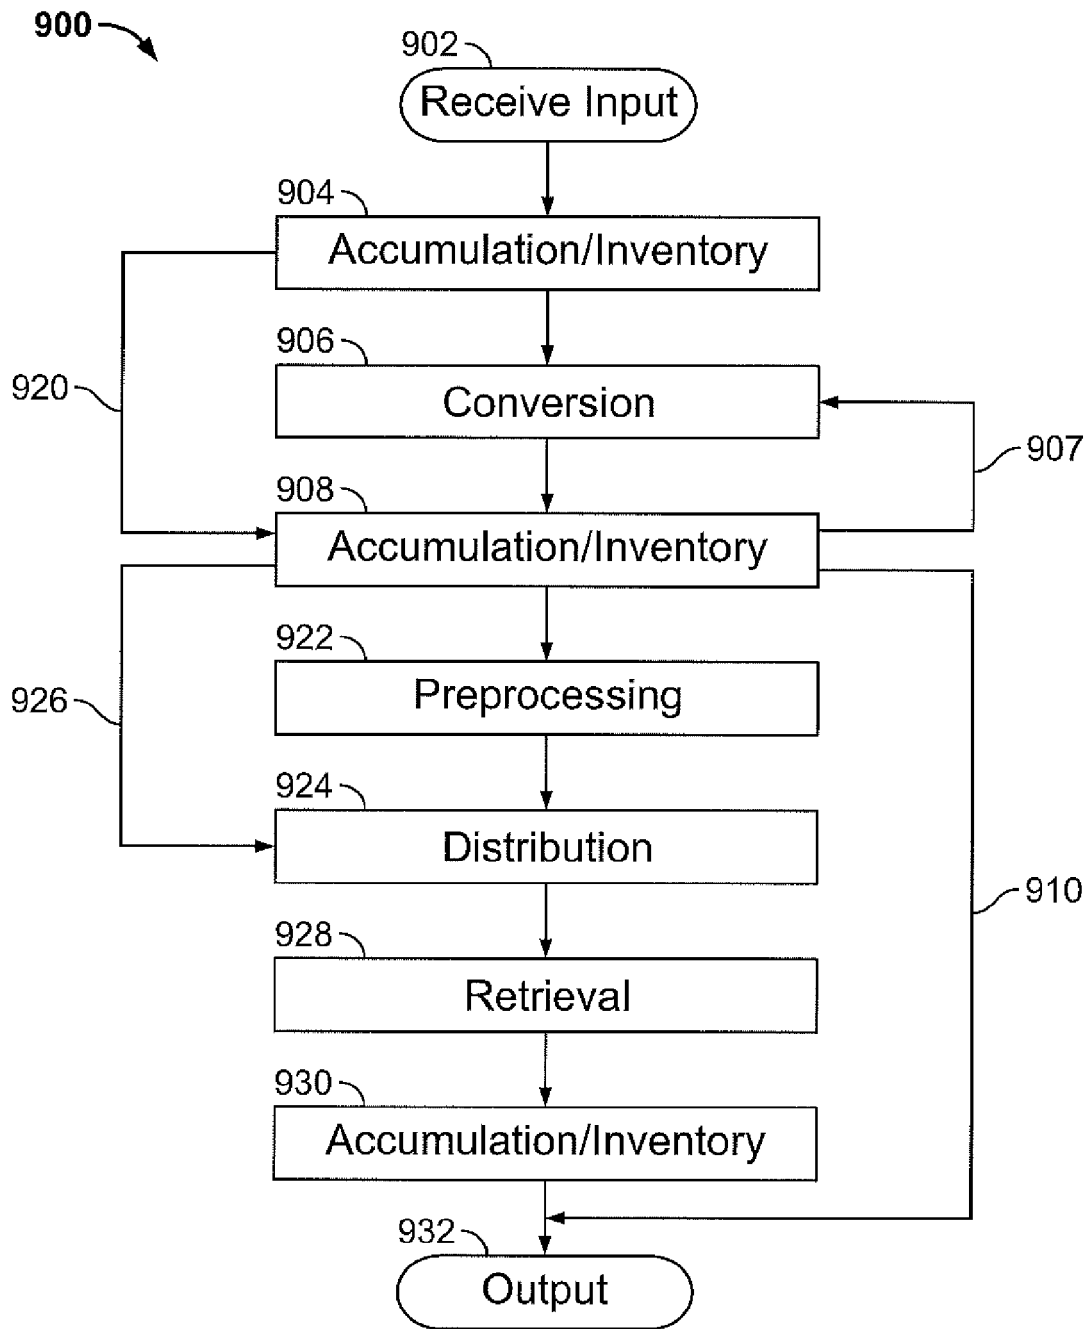 900
902
Receive Input
904
Accumulation/Inventory
906
920
Conversion
907
908
Accumulation/Inventory
922
926
Preprocessing
924
Distribution
910
928
Retrieval
930
Accumulation/Inventory
932
Output